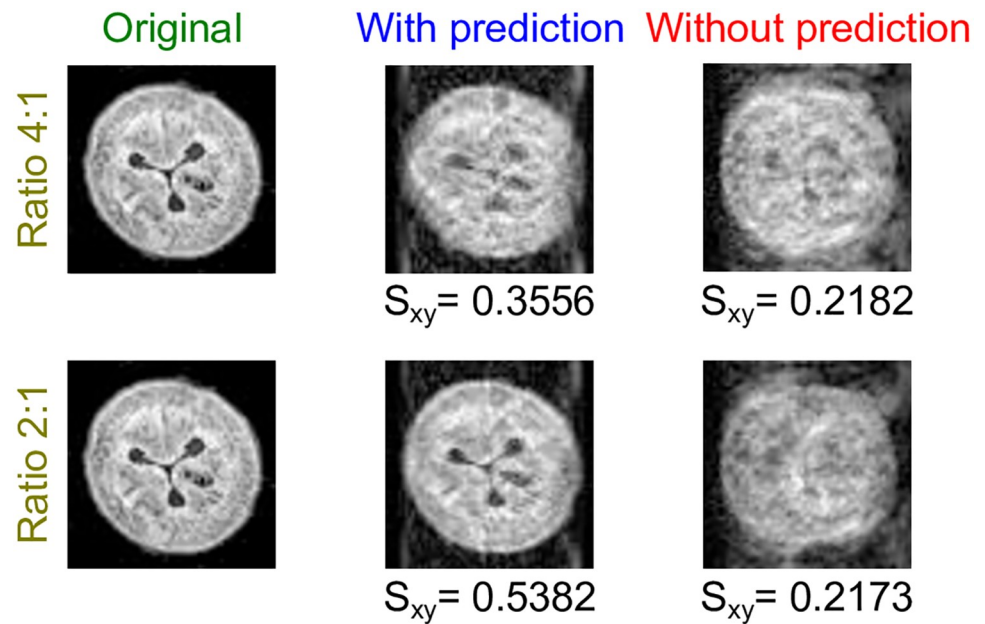 Original With prediction Without prediction
Ratio 4:1
Sxy= 0.3556 Sxy= 0.2182
Ratio 2:1
Sxy= 0.5382 Sxy= 0.2173